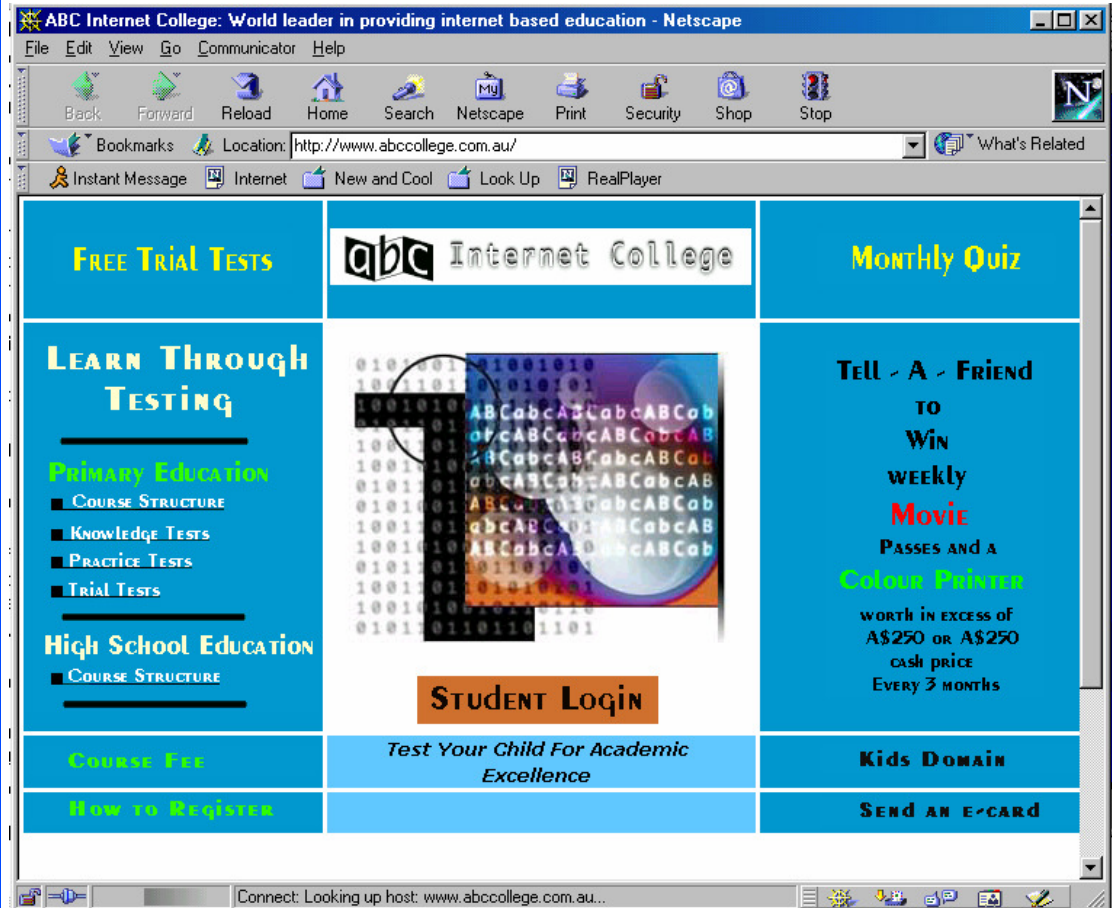 ABC Internet College: World leader in providing internet based education - Netscape
File Edit View Go Communicator Help
Back Forward Reload Home Search Netscape Print Security Shop Stop
My
N
Bookmarks Location: http://www.abccollege.com.au/ What's Related
Instant Message Internet New and Cool Look Up RealPlayer
Free Trial Tests
abc Internet College
Monthly Quiz
Learn Through
Testing
Primary Education
Course Structure
Knowledge Tests
Practice Tests
Trial Tests
High School Education
Course Structure
Student Login
Tell - A - Friend
to
Win
weekly
Movie
Passes and a
Colour Printer
worth in excess of
A$250 or A$250
cash price
Every 3 months
Course Fee
Test Your Child For Academic
Excellence
Kids Domain
How to Register
Send an e-card
Connect: Looking up host: www.abccollege.com.au...